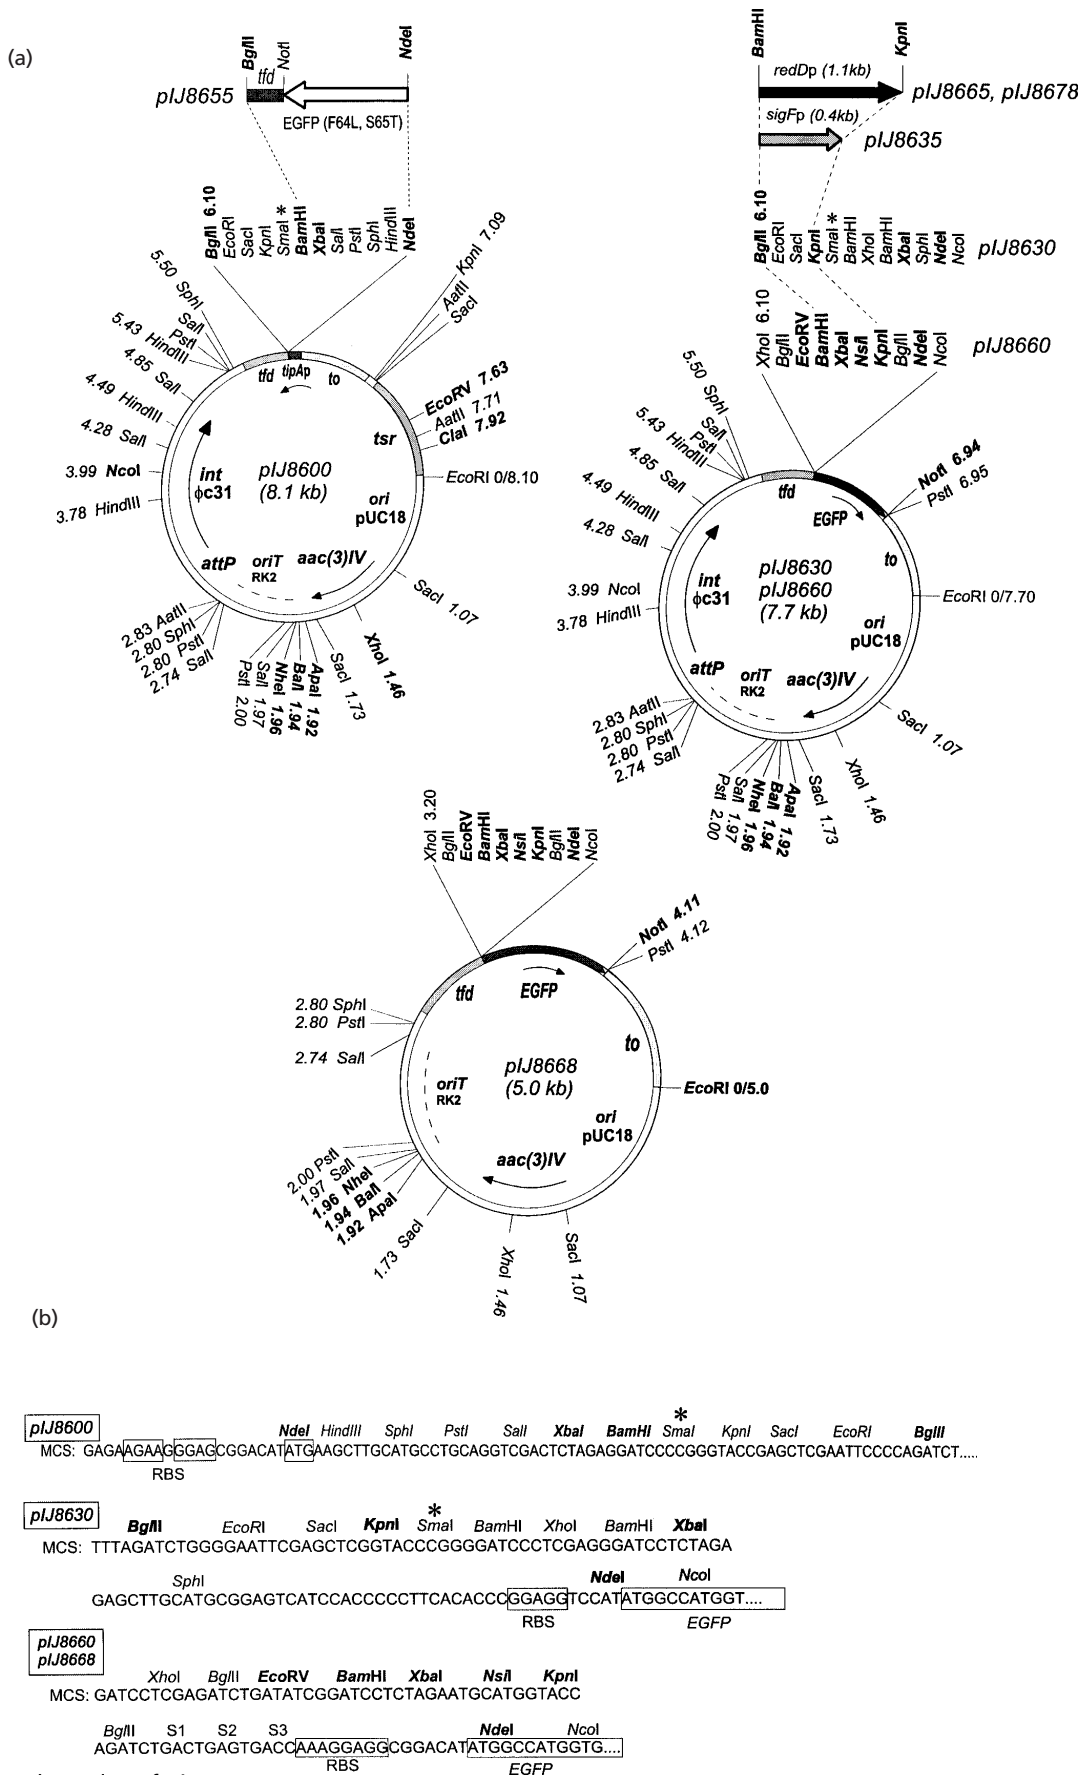 (a)
BglII
tfd
NotI
NdeI
pIJ8655
EGFP (F64L, S65T)
BglII 6.10
EcoRI
SacI
KpnI
SmaI *
BamHI
XbaI
SalI
PstI
SphI
HindIII
NdeI
KpnI 7.09
AatII
SacI
EcoRV 7.63
AatII 7.71
ClaI 7.92
EcoRI 0/8.10
SacI 1.07
XhoI 1.46
SacI 1.73
ApaI 1.92
BalI 1.94
NheI 1.96
SalI 1.97
PstI 2.00
2.74 SalI
2.80 PstI
2.80 SphI
2.83 AatII
3.78 HindIII
3.99 NcoI
4.28 SalI
4.49 HindIII
4.85 SalI
5.43 HindIII
PstI
SalI
5.50 SphI
tfd
tipAp
to
tsr
pIJ8600
(8.1 kb)
int
ɸc31
ori
pUC18
attP
oriT
RK2
aac(3)IV
BamHI
KpnI
redDp (1.1kb)
pIJ8665, pIJ8678
sigFp (0.4kb)
pIJ8635
BglII 6.10
EcoRI
SacI
KpnI
SmaI *
BamHI
XhoI
BamHI
XbaI
SphI
NdeI
NcoI
pIJ8630
XhoI 6.10
BglII
EcoRV
BamHI
XbaI
NsiI
KpnI
BglII
NdeI
NcoI
pIJ8660
NotI 6.94
PstI 6.95
EcoRI 0/7.70
SacI 1.07
XhoI 1.46
SacI 1.73
ApaI 1.92
BalI 1.94
NheI 1.96
SalI 1.97
PstI 2.00
2.74 SalI
2.80 PstI
2.80 SphI
2.83 AatII
3.78 HindIII
3.99 NcoI
4.28 SalI
4.49 HindIII
4.85 SalI
5.43 HindIII
PstI
SalI
5.50 SphI
tfd
EGFP
to
pIJ8630
pIJ8660
(7.7 kb)
int
ɸc31
ori
pUC18
attP
oriT
RK2
aac(3)IV
XhoI 3.20
BglII
EcoRV
BamHI
XbaI
NsiI
KpnI
BglII
NdeI
NcoI
NotI 4.11
PstI 4.12
EcoRI 0/5.0
SacI 1.07
XhoI 1.46
1.73 SacI
1.92 ApaI
1.94 BalI
1.96 NheI
1.97 SalI
2.00 PstI
2.74 SalI
2.80 PstI
2.80 SphI
tfd
EGFP
to
pIJ8668
(5.0 kb)
oriT
RK2
ori
pUC18
aac(3)IV
(b)
pIJ8600
NdeI HindIII SphI PstI SalI XbaI BamHI SmaI * KpnI SacI EcoRI BglII
MCS: GAGAAGAAGGGAGCGGACATATGAAGCTTGCATGCCTGCAGGTCGACTCTAGAGGATCCCCGGGTACCGAGCTCGAATTCCCCAGATCT.....
RBS
pIJ8630
BglII EcoRI SacI KpnI SmaI * BamHI XhoI BamHI XbaI
MCS: TTTAGATCTGGGGAATTCGAGCTCGGTACCCGGGGATCCCTCGAGGGATCCTCTAGA
SphI NdeI NcoI
GAGCTTGCATGCGGAGTCATCCACCCCCTTCACACCCGGAGGTCCATATGGCCATGGT....
RBS EGFP
pIJ8660
pIJ8668
XhoI BglII EcoRV BamHI XbaI NsiI KpnI
MCS: GATCCTCGAGATCTGATATCGGATCCTCTAGAATGCATGGTACC
BglII S1 S2 S3 NdeI NcoI
AGATCTGACTGAGTGACCAAAGGAGGCGGACATATGGCCATGGTG....
RBS EGFP